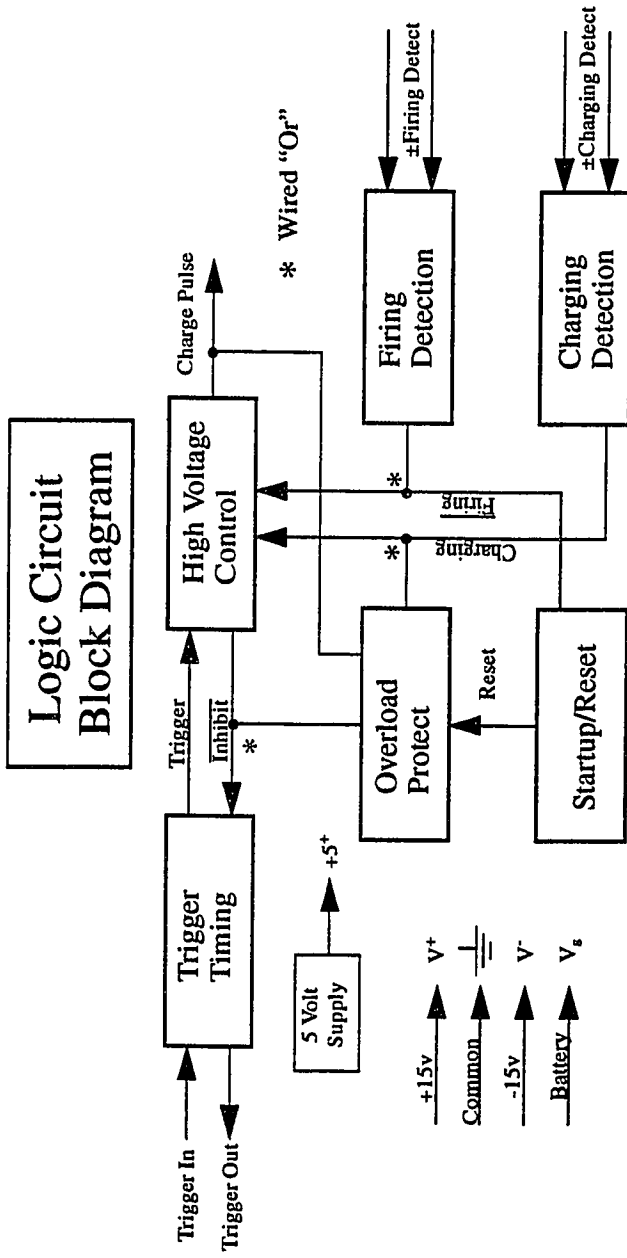 Logic Circuit
Block Diagram
Trigger In
Trigger Out
Trigger
Timing
Trigger
Inhibit
*
High Voltage
Control
Charge Pulse
* Wired “Or”
5 Volt
Supply
+5⁺
Overload
Protect
*
*
Charging
Firing
Firing
Detection
±Firing Detect
Reset
Startup/Reset
Charging
Detection
±Charging Detect
+15v V⁺
Common
-15v V⁻
Battery